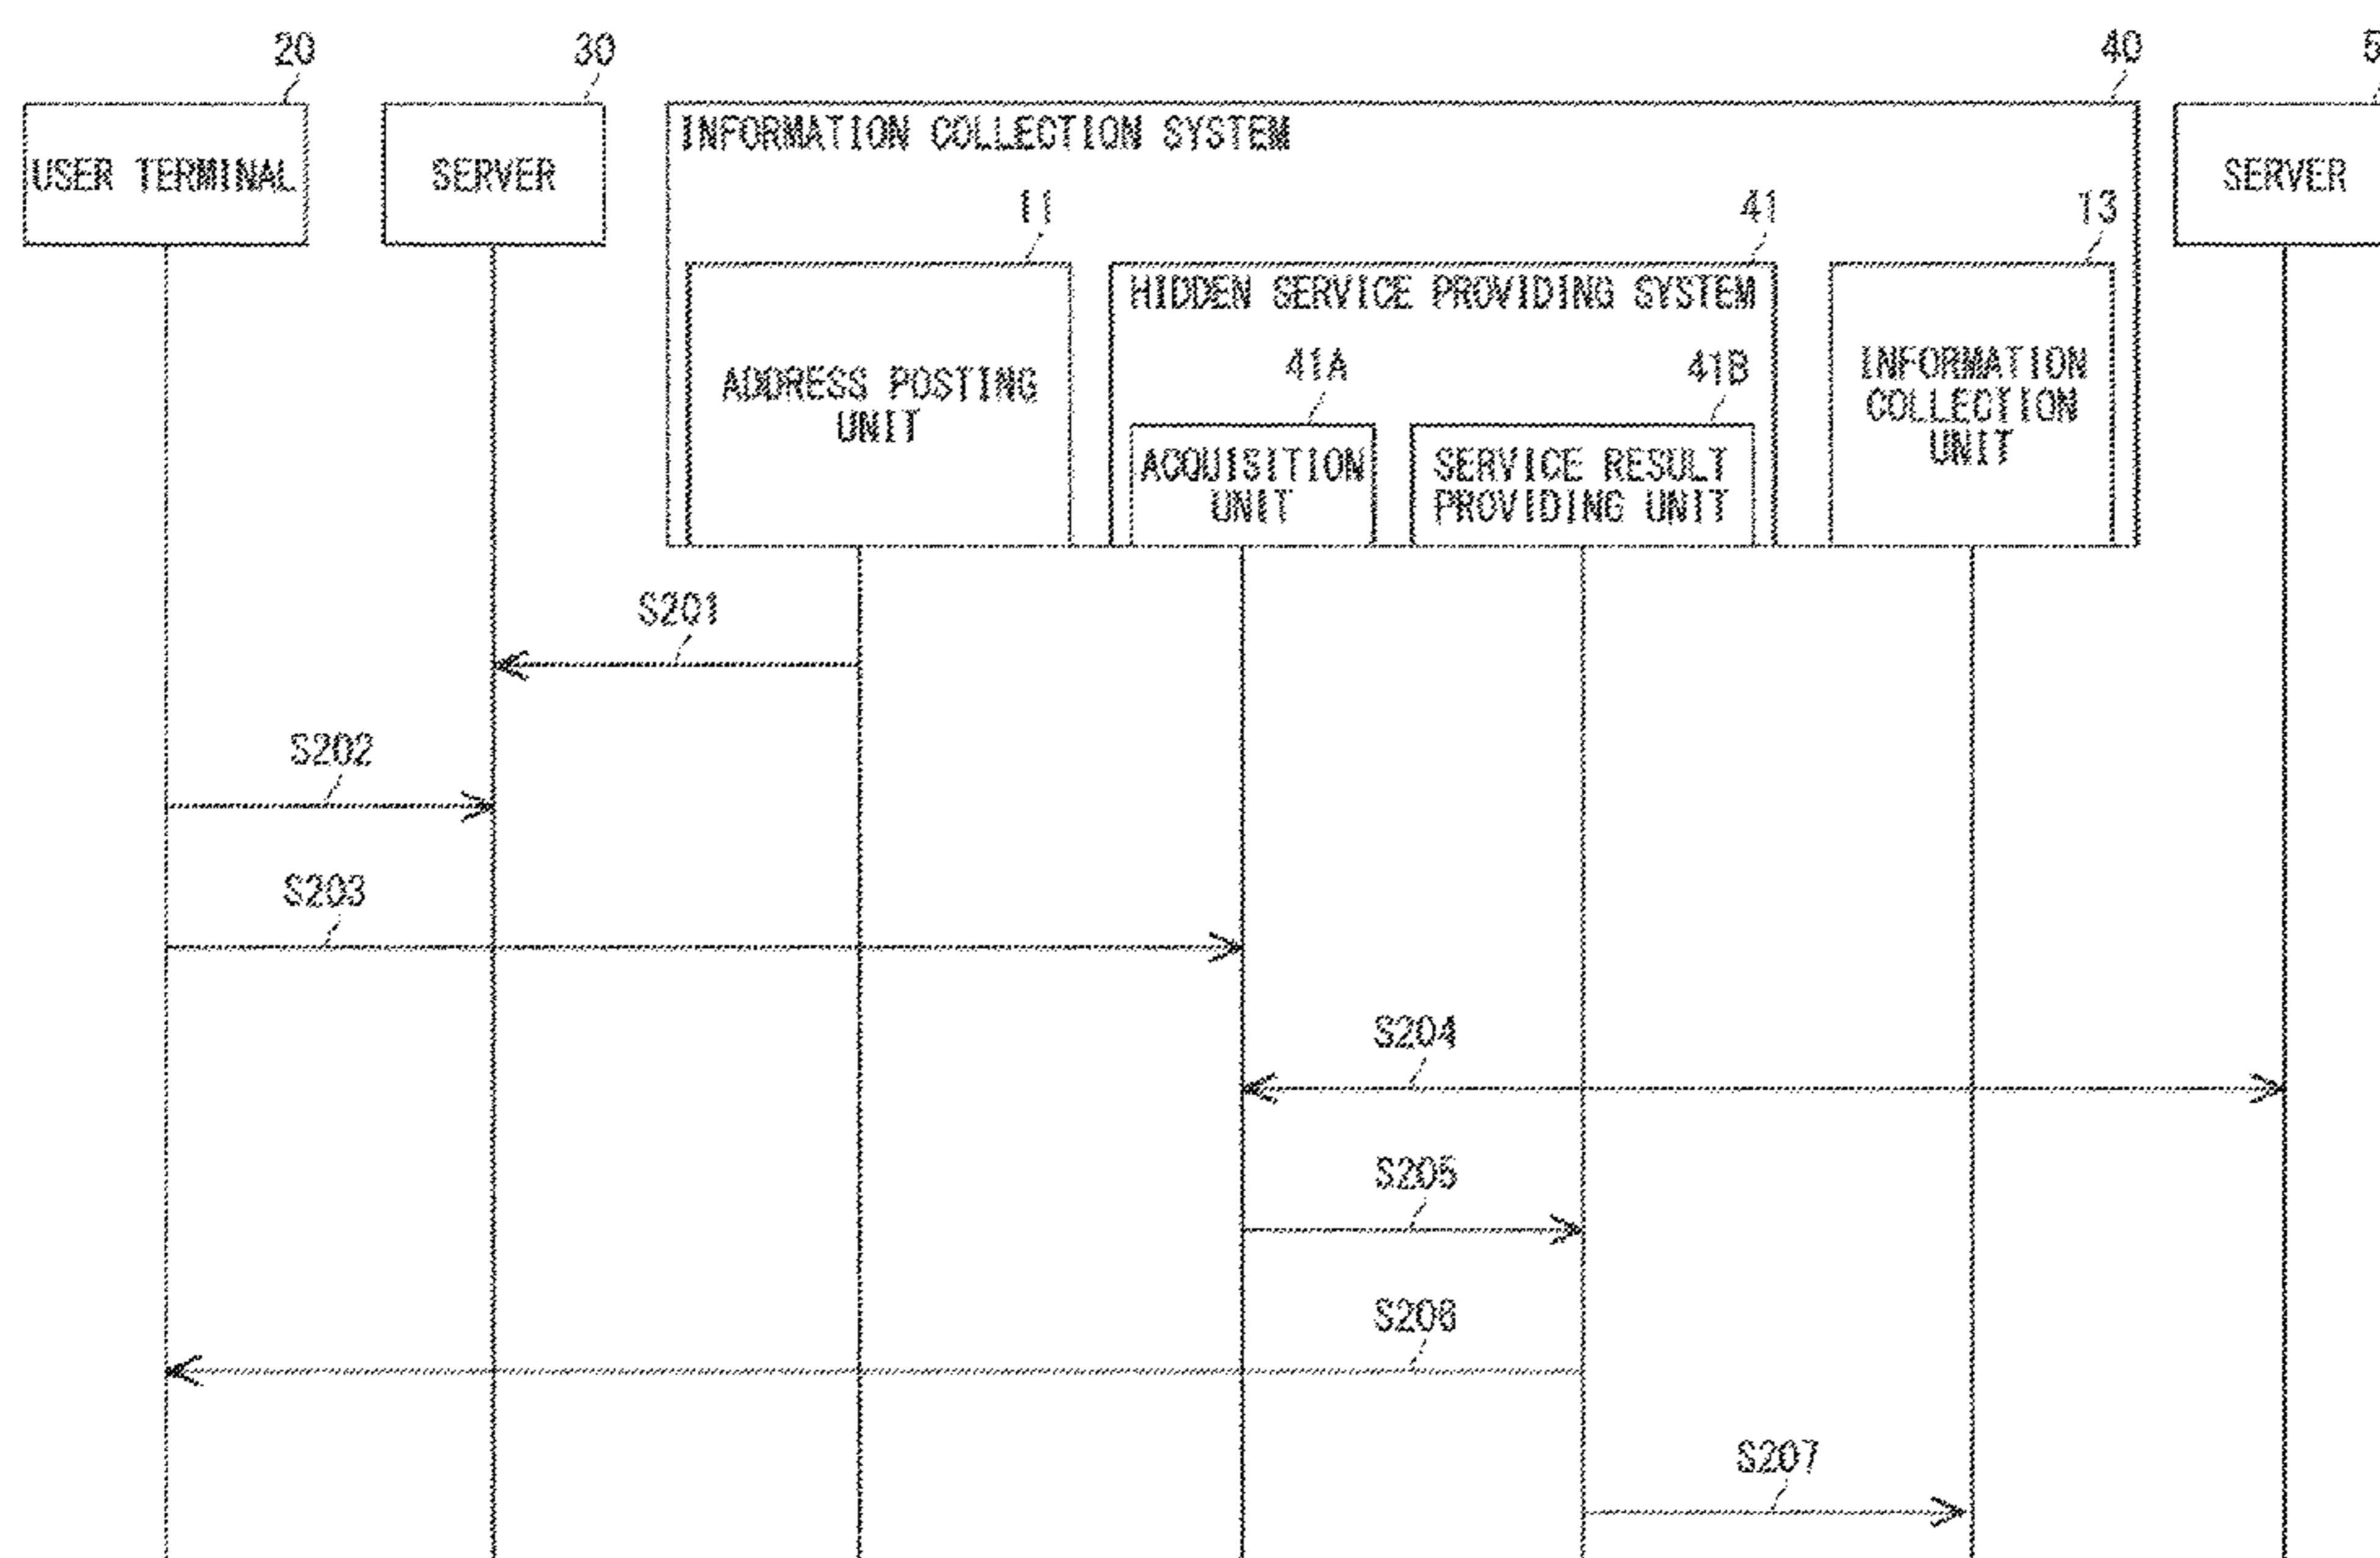 20
30
40
USER TERMINAL
SERVER
INFORMATION COLLECTION SYSTEM
SERVER
11
41
13
HIDDEN SERVICE PROVIDING SYSTEM
ADDRESS POSTING
UNIT
41A
41B
INFORMATION
COLLECTION
UNIT
ACQUISITION
UNIT
SERVICE RESULT
PROVIDING UNIT
S201
S202
S203
S204
S205
S206
S207